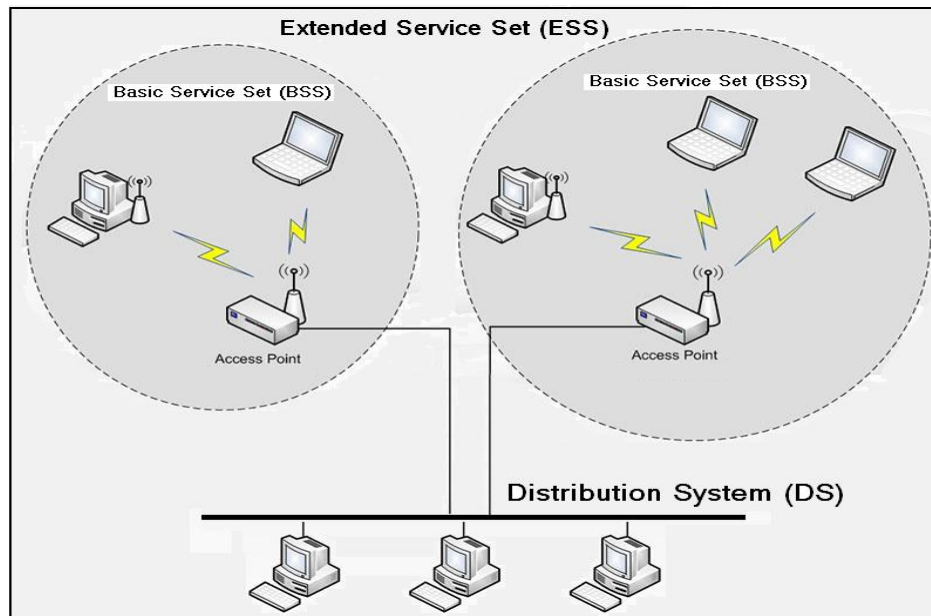 Extended Service Set (ESS)
Basic Service Set (BSS)
Basic Service Set (BSS)
Access Point
Access Point
Distribution System (DS)